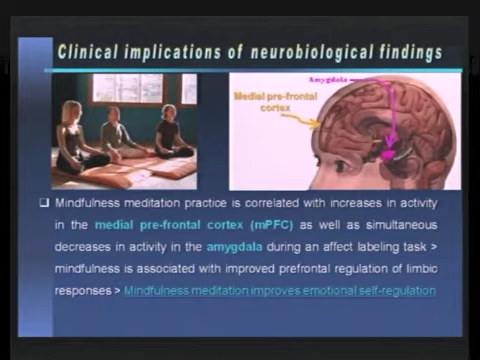 Clinical implications of neurobiological findings
Amygdala
Medial pre-frontal
cortex
Mindfulness meditation practice is correlated with increases in activity
in the medial pre-frontal cortex (mPFC) as well as simultaneous
decreases in activity in the amygdala during an affect labeling task >
mindfulness is associated with improved prefrontal regulation of limbic
responses > Mindfulness meditation improves emotional self-regulation